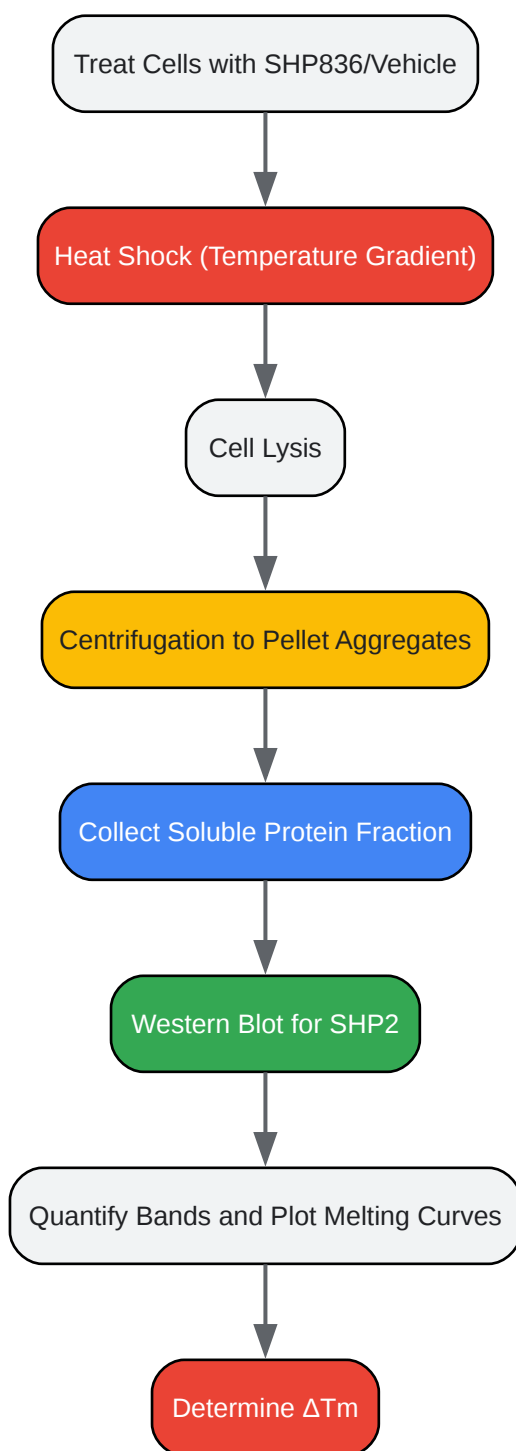 Treat Cells with SHP836/Vehicle
Heat Shock (Temperature Gradient)
Cell Lysis
Centrifugation to Pellet Aggregates
Collect Soluble Protein Fraction
Western Blot for SHP2
Quantify Bands and Plot Melting Curves
Determine ΔTm